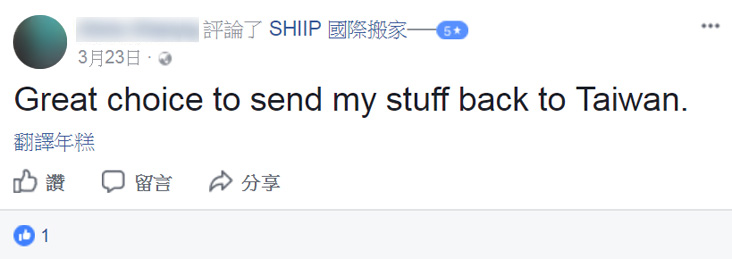 評論了 SHIIP 國際搬家── 5★
3月23日 ·
Great choice to send my stuff back to Taiwan.
翻譯年糕
讚 留言 分享
1